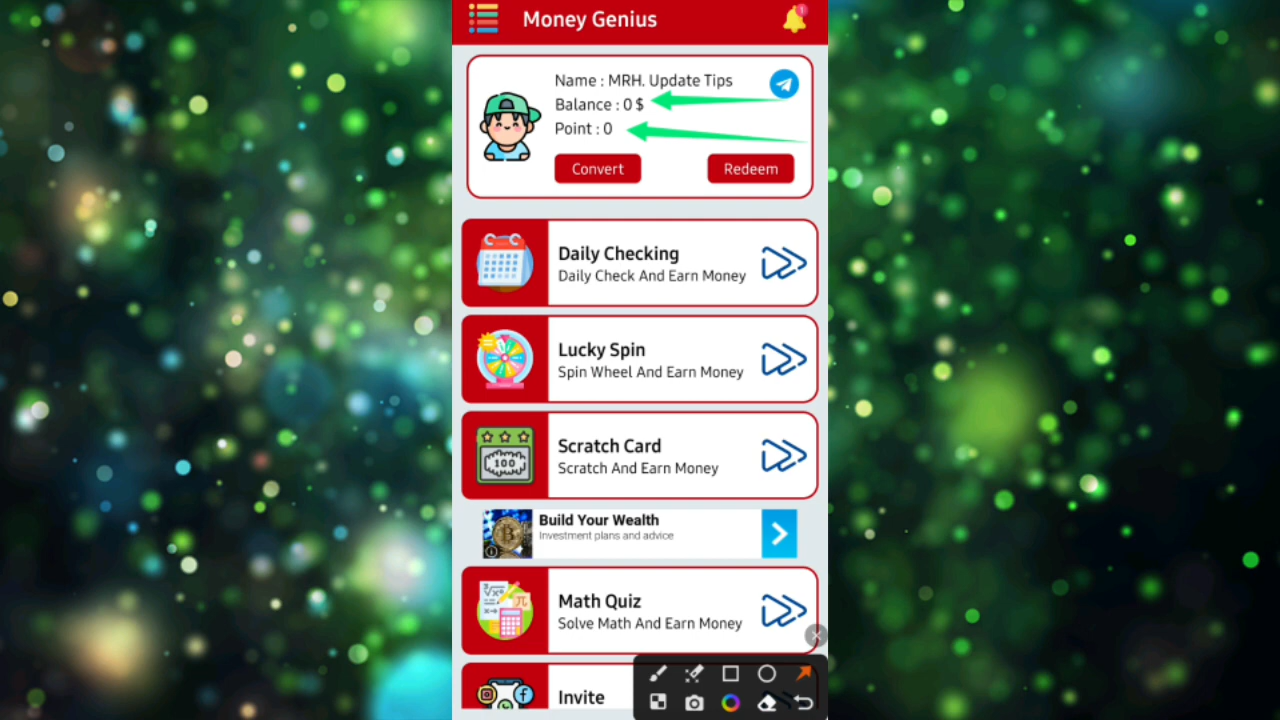 Money Genius
1
Name : MRH. Update Tips
Balance : 0 $
Point : 0
Convert
Redeem
Daily Checking
Daily Check And Earn Money
Lucky Spin
Spin Wheel And Earn Money
100
Scratch Card
Scratch And Earn Money
Build Your Wealth
Investment plans and advice
Math Quiz
Solve Math And Earn Money
Invite